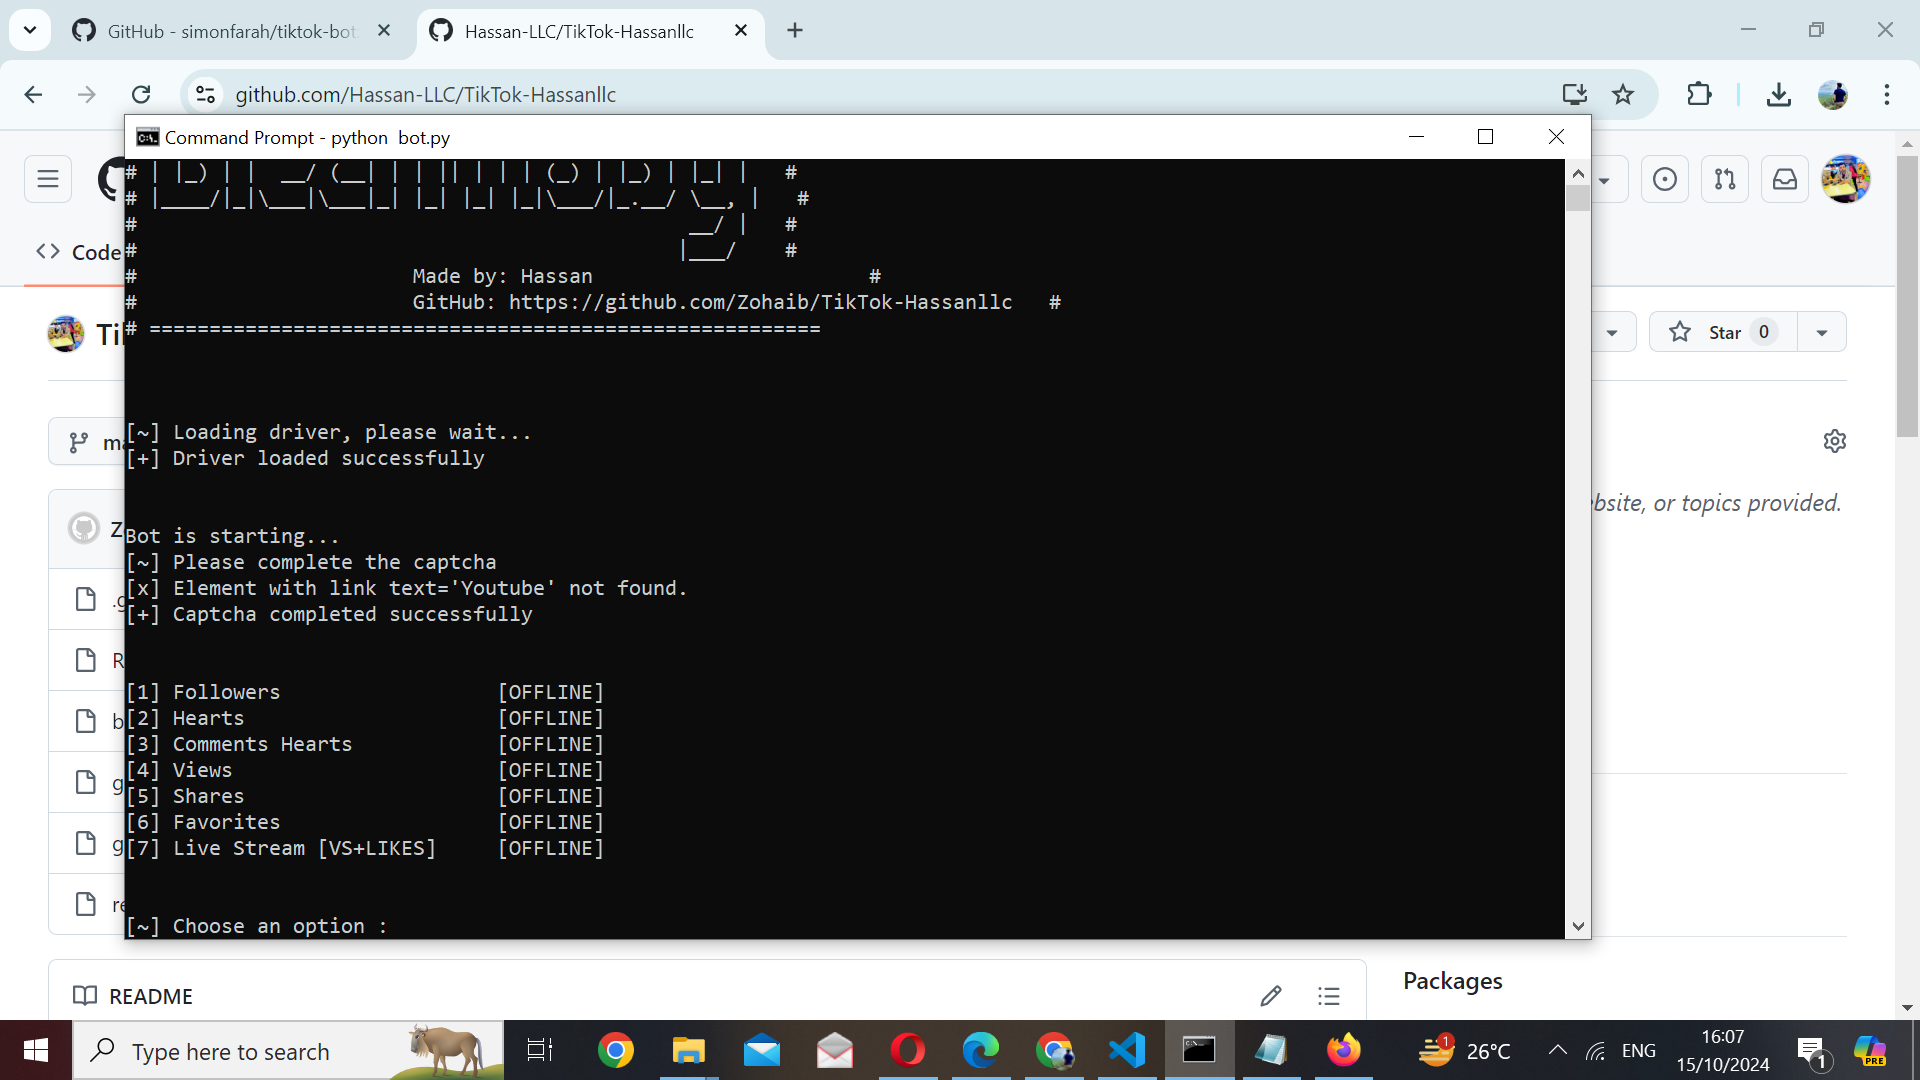 GitHub - simonfarah/tiktok-bot
Hassan-LLC/TikTok-Hassanllc
github.com/Hassan-LLC/TikTok-Hassanllc
Command Prompt - python  bot.py
# | |_) | |  __/ (__| | | || | | | (_) | |_) | |_| |   #
# |____/|_|\___|\___|_| |_| |_| |_|\___/|_.__/ \__, |   #
#                                               __/ |   #
#                                              |___/    #
#                       Made by: Hassan                       #
#                       GitHub: https://github.com/Zohaib/TikTok-Hassanllc   #
# ========================================================
[~] Loading driver, please wait...
[+] Driver loaded successfully
Bot is starting...
[~] Please complete the captcha
[x] Element with link text='Youtube' not found.
[+] Captcha completed successfully
[1] Followers                  [OFFLINE]
[2] Hearts                     [OFFLINE]
[3] Comments Hearts            [OFFLINE]
[4] Views                      [OFFLINE]
[5] Shares                     [OFFLINE]
[6] Favorites                  [OFFLINE]
[7] Live Stream [VS+LIKES]     [OFFLINE]
[~] Choose an option :
Code
Star 0
website, or topics provided.
README
Packages
Type here to search
1
26°C
ENG
16:07
15/10/2024
1
PRE